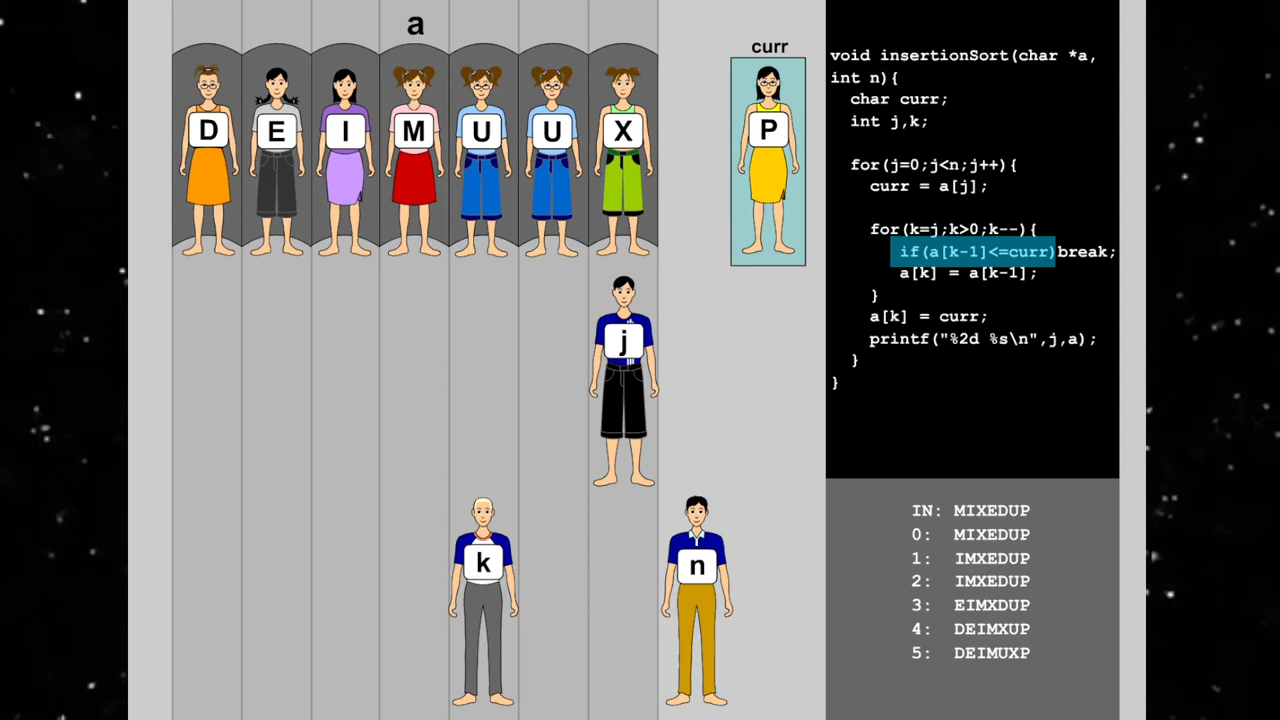 a
curr
D E I M U U X P
j
k
n
void insertionSort(char *a,
int n){
char curr;
int j,k;
for(j=0;j<n;j++){
curr = a[j];
for(k=j;k>0;k--){
if(a[k-1]<=curr)break;
a[k] = a[k-1];
}
a[k] = curr;
printf("%2d %s\n",j,a);
}
}
IN: MIXEDUP
0: MIXEDUP
1: IMXEDUP
2: IMXEDUP
3: EIMXDUP
4: DEIMXUP
5: DEIMUXP